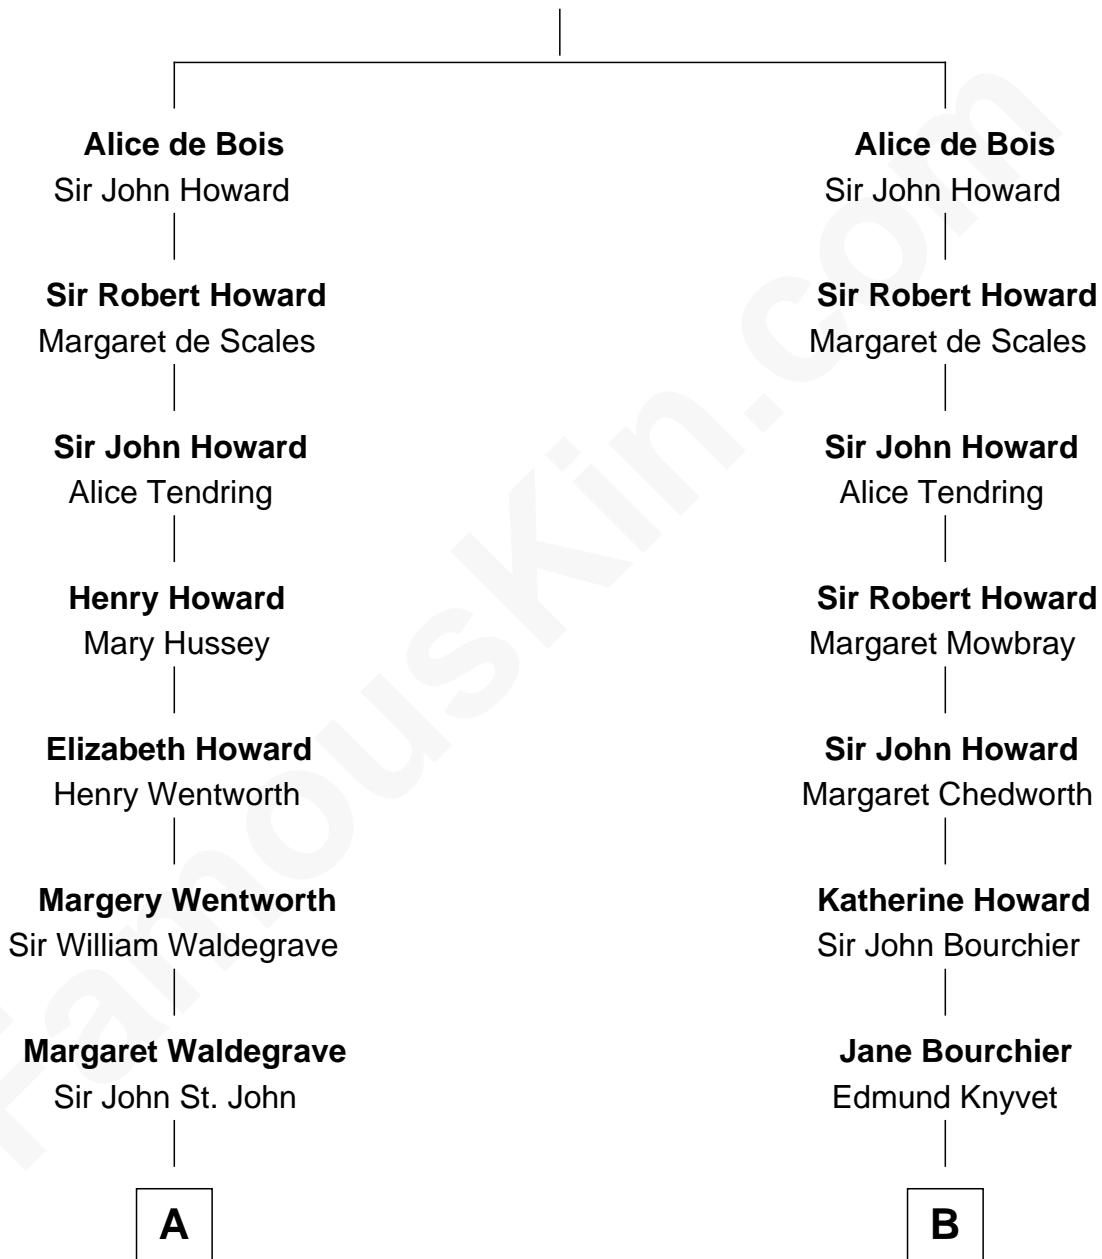 Alice de Bois
Sir John Howard
Sir Robert Howard
Margaret de Scales
Sir John Howard
Alice Tendring
Henry Howard
Mary Hussey
Elizabeth Howard
Henry Wentworth
Margery Wentworth
Sir William Waldegrave
Margaret Waldegrave
Sir John St. John
A
Alice de Bois
Sir John Howard
Sir Robert Howard
Margaret de Scales
Sir John Howard
Alice Tendring
Sir Robert Howard
Margaret Mowbray
Sir John Howard
Margaret Chedworth
Katherine Howard
Sir John Bourchier
Jane Bourchier
Edmund Knyvet
B
FamousKin.com